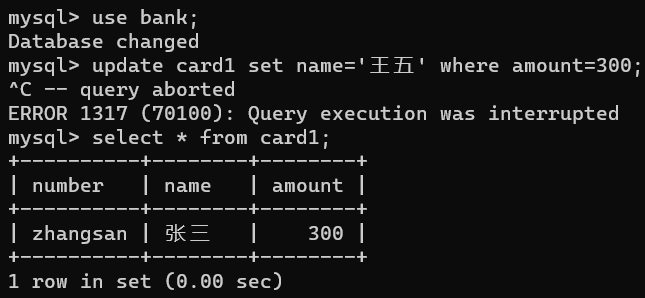 mysql> use bank;
Database changed
mysql> update card1 set name='王五' where amount=300;
^C -- query aborted
ERROR 1317 (70100): Query execution was interrupted
mysql> select * from card1;
+----------+--------+--------+
| number   | name   | amount |
+----------+--------+--------+
| zhangsan | 张三   |    300 |
+----------+--------+--------+
1 row in set (0.00 sec)